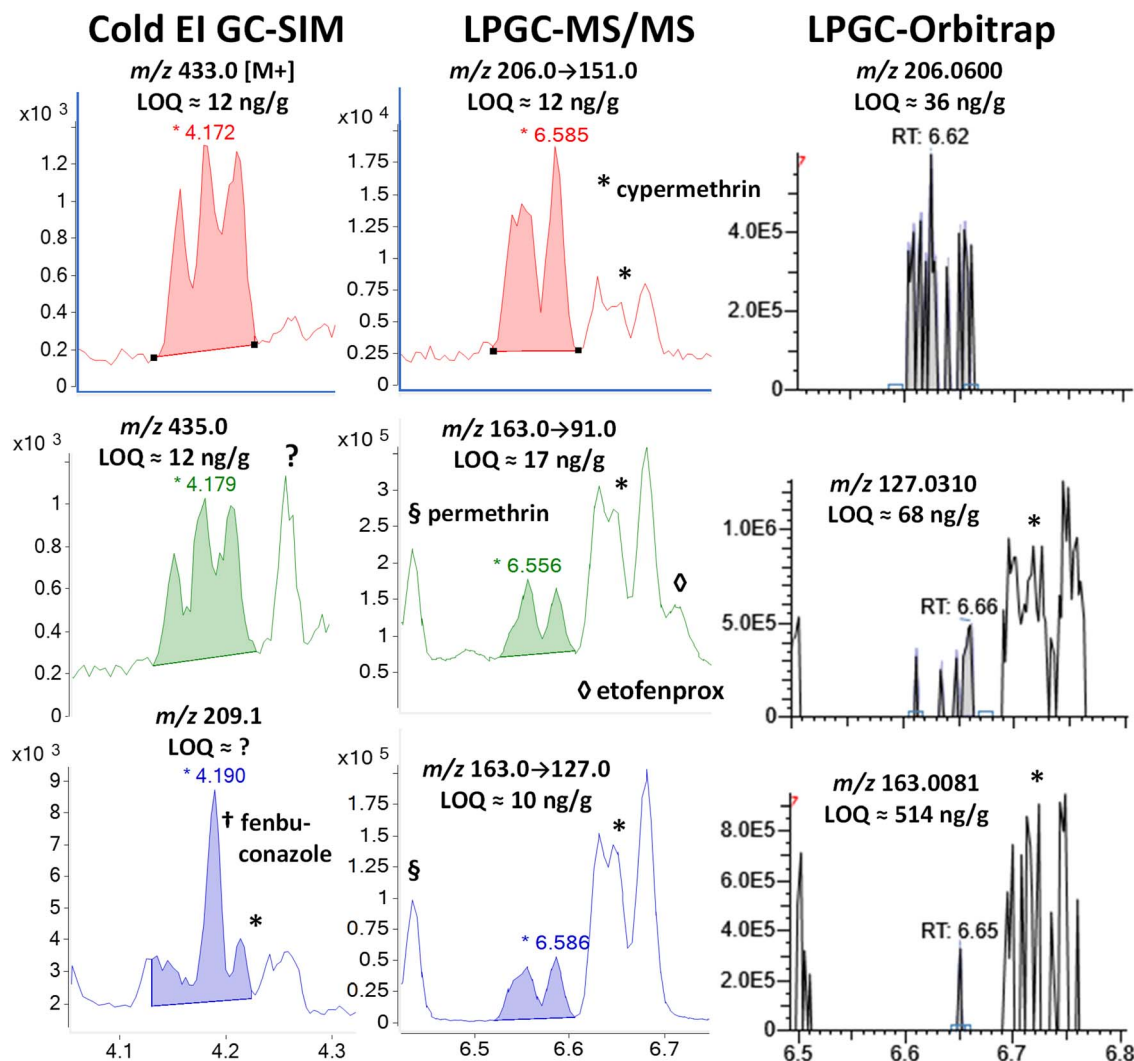 Cold EI GC-SIM
m/z 433.0 [M+]
LOQ ≈ 12 ng/g
x10 3
* 4.172
1.2
1
0.8
0.6
0.4
0.2
0
m/z 435.0
LOQ ≈ 12 ng/g
x10 3
* 4.179
?
1
0.8
0.6
0.4
0.2
0
m/z 209.1
LOQ ≈ ?
x10 3
* 4.190
† fenbu-
conazole
*
9
8
7
6
5
4
3
2
4.1 4.2 4.3
LPGC-MS/MS
m/z 206.0→151.0
LOQ ≈ 12 ng/g
x10 4
* 6.585
* cypermethrin
*
1.75
1.5
1.25
1
0.75
0.5
0.25
0
m/z 163.0→91.0
LOQ ≈ 17 ng/g
x10 5
*
§ permethrin
* 6.556
◊
◊ etofenprox
3.5
3
2.5
2
1.5
1
0.5
m/z 163.0→127.0
LOQ ≈ 10 ng/g
x10 5
*
§
* 6.586
1.75
1.5
1.25
1
0.75
0.5
0.25
0
6.5 6.6 6.7
LPGC-Orbitrap
m/z 206.0600
LOQ ≈ 36 ng/g
RT: 6.62
4.0E5
2.0E5
0
6.6 6.8
m/z 127.0310
LOQ ≈ 68 ng/g
*
1.0E6
RT: 6.66
5.0E5
0
6.6 6.7
m/z 163.0081
*
LOQ ≈ 514 ng/g
8.0E5
6.0E5
4.0E5
RT: 6.65
2.0E5
0
6.5 6.6 6.7 6.8